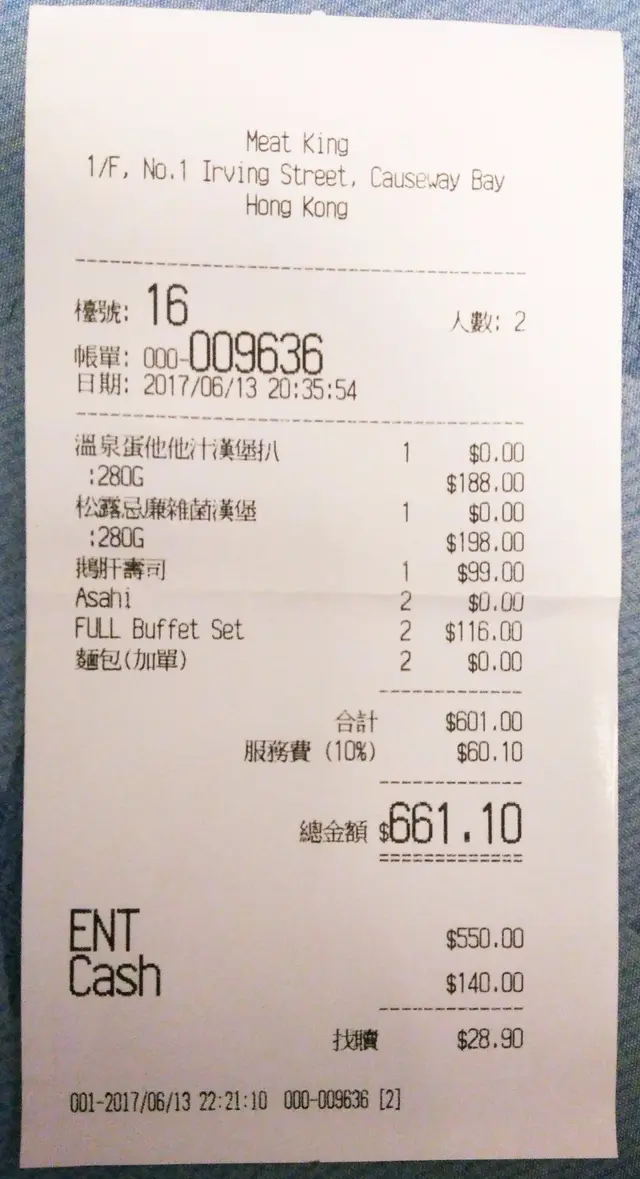 Meat King
1/F, No.1 Irving Street, Causeway Bay
Hong Kong
檯號: 16 人數: 2
帳單: 000-009636
日期: 2017/06/13 20:35:54
溫泉蛋他他汁漢堡扒 1 $0.00
:280G $188.00
松露忌廉雜菌漢堡 1 $0.00
:280G $198.00
鵝肝壽司 1 $99.00
Asahi 2 $0.00
FULL Buffet Set 2 $116.00
麵包(加單) 2 $0.00
合計 $601.00
服務費 (10%) $60.10
總金額 $661.10
ENT $550.00
Cash $140.00
找贖 $28.90
001-2017/06/13 22:21:10 000-009636 [2]